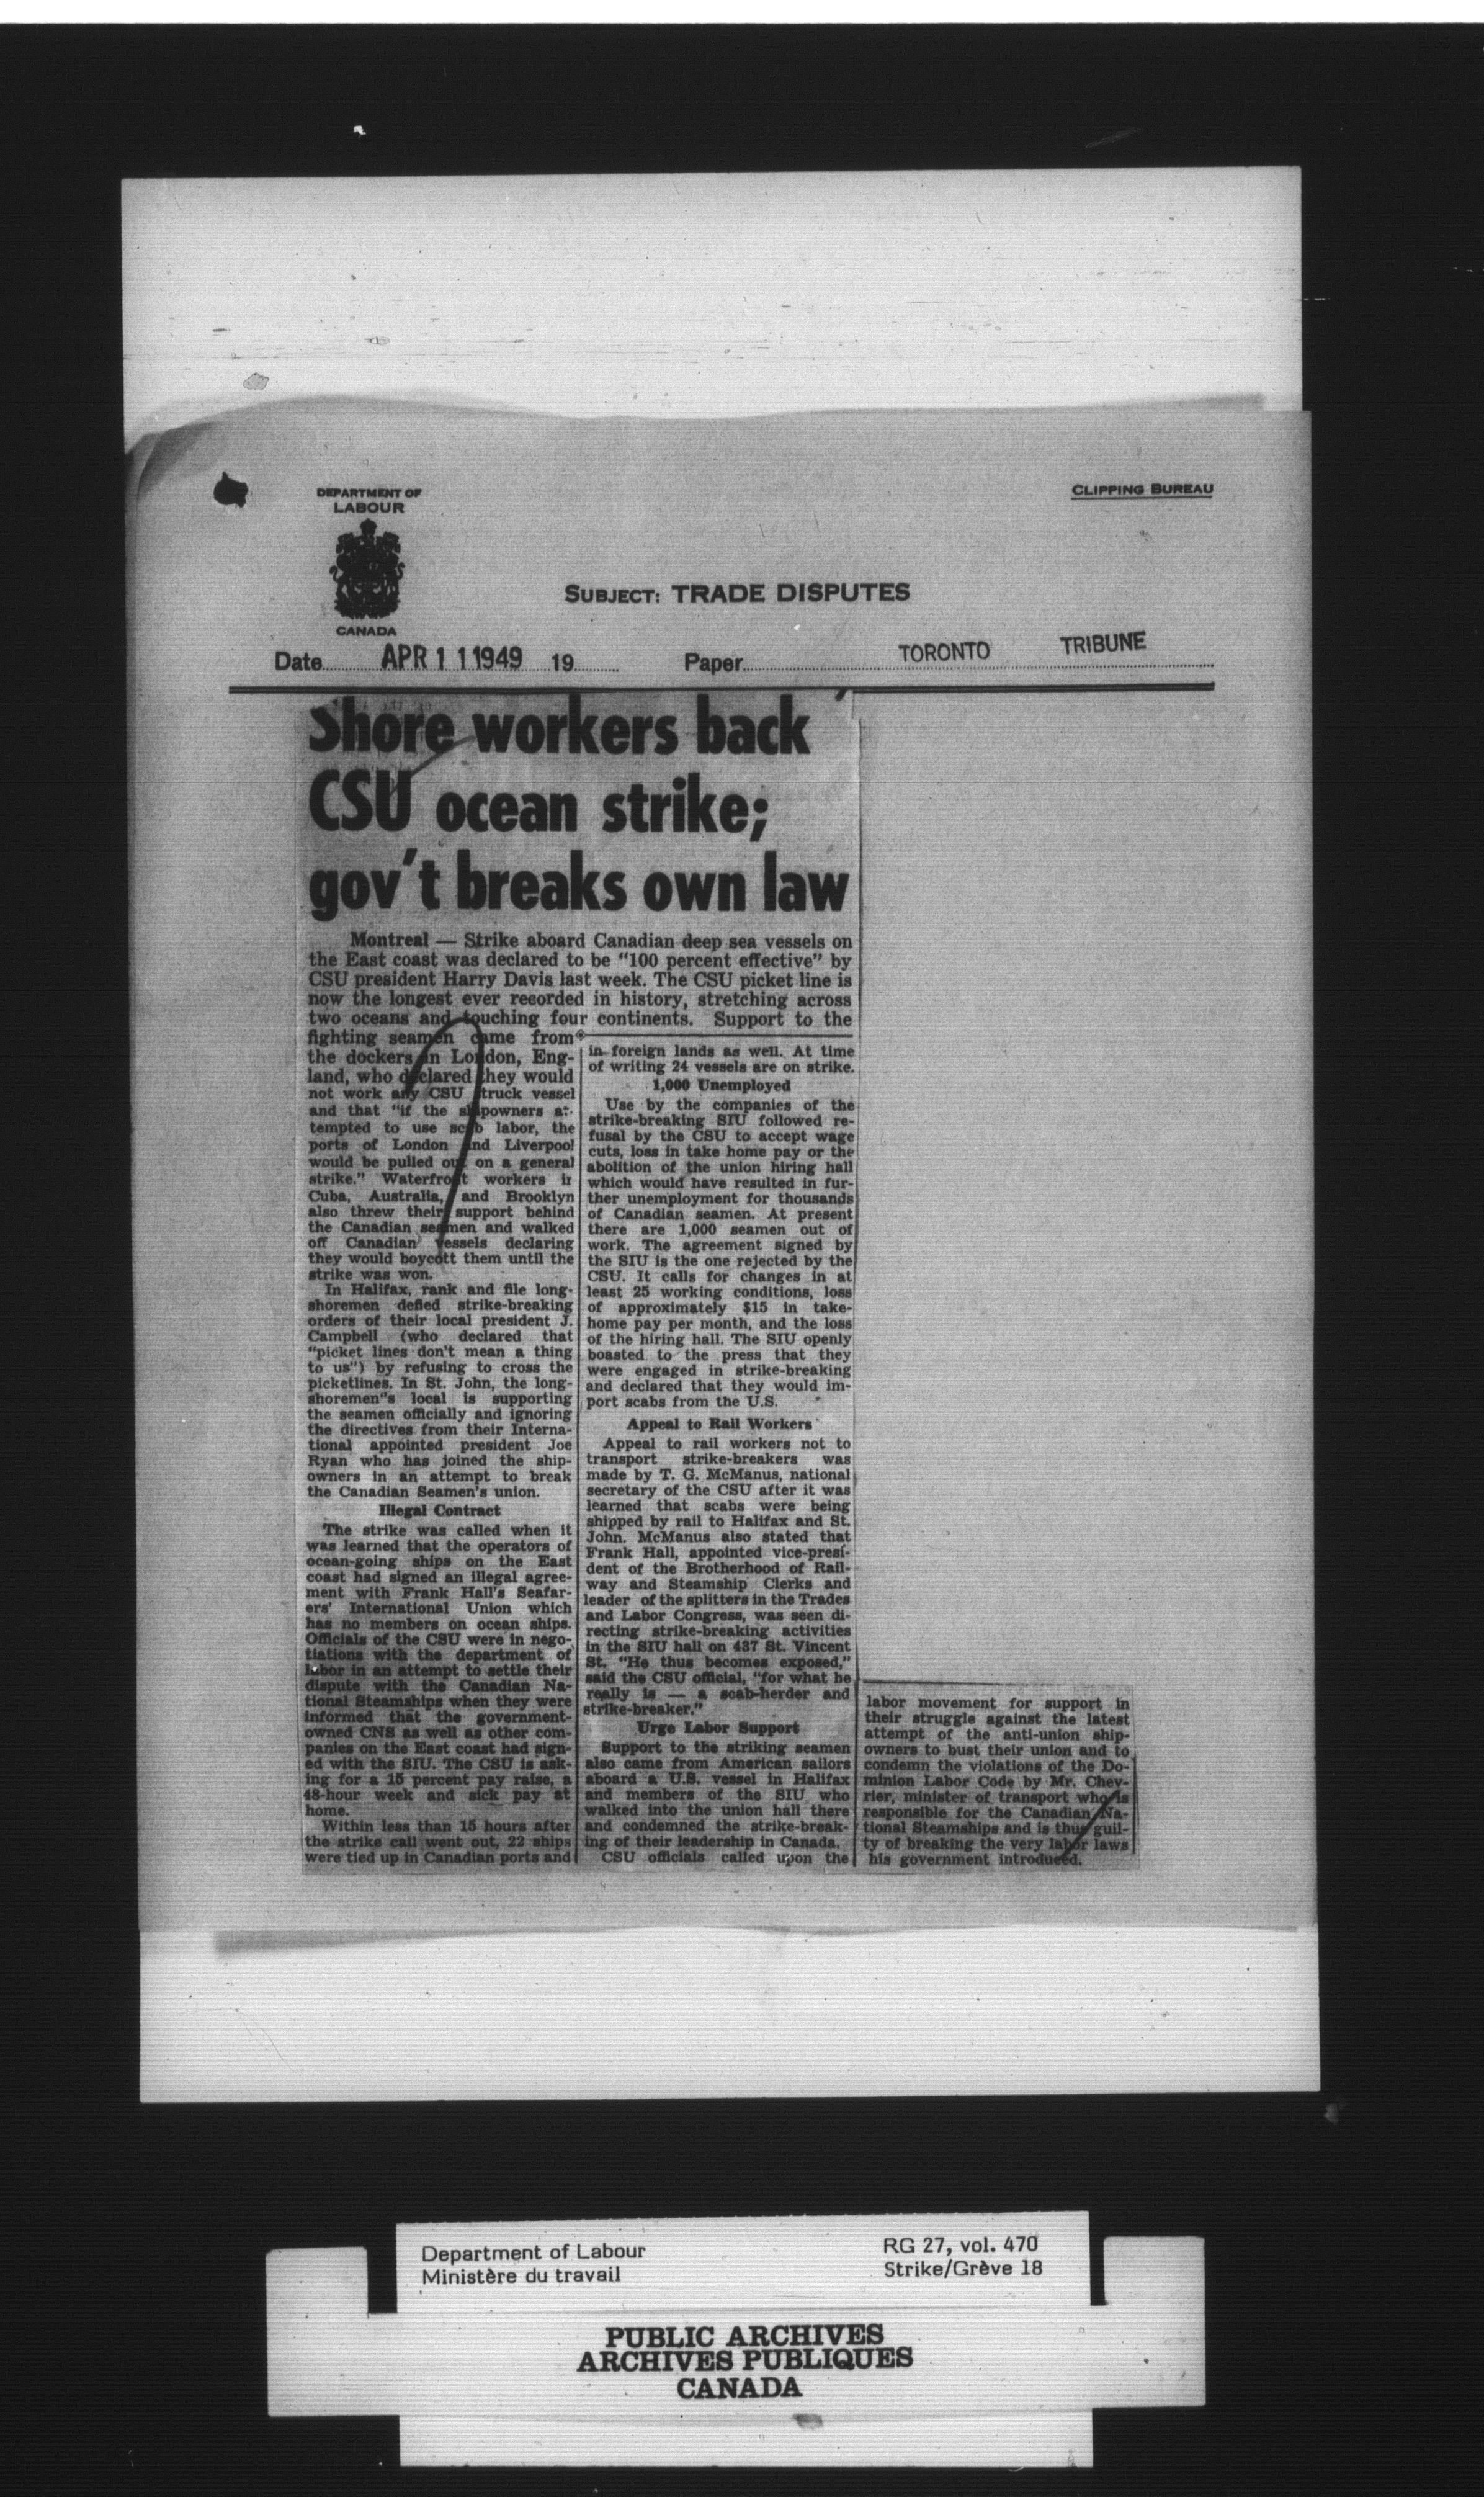 DEPARTMENT OF
LABOUR
CANADA
CLIPPING BUREAU
SUBJECT: TRADE DISPUTES
Date APR 11 1949 19 Paper TORONTO TRIBUNE
Shore workers back
CSU ocean strike;
gov't breaks own law
Montreal — Strike aboard Canadian deep sea vessels on
the East coast was declared to be "100 percent effective" by
CSU president Harry Davis last week. The CSU picket line is
now the longest ever recorded in history, stretching across
two oceans and touching four continents. Support to the
fighting seamen came from
the dockers in London, Eng-
land, who declared they would
not work any CSU struck vessel
and that "if the shipowners at-
tempted to use scab labor, the
ports of London and Liverpool
would be pulled out on a general
strike." Waterfront workers in
Cuba, Australia, and Brooklyn
also threw their support behind
the Canadian seamen and walked
off Canadian vessels declaring
they would boycott them until the
strike was won.
In Halifax, rank and file long-
shoremen defied strike-breaking
orders of their local president J.
Campbell (who declared that
"picket lines don't mean a thing
to us") by refusing to cross the
picketlines. In St. John, the long-
shoremen"s local is supporting
the seamen officially and ignoring
the directives from their Interna-
tional appointed president Joe
Ryan who has joined the ship-
owners in an attempt to break
the Canadian Seamen's union.
Illegal Contract
The strike was called when it
was learned that the operators of
ocean-going ships on the East
coast had signed an illegal agree-
ment with Frank Hall's Seafar-
ers' International Union which
has no members on ocean ships.
Officials of the CSU were in nego-
tiations with the department of
labor in an attempt to settle their
dispute with the Canadian Na-
tional Steamships when they were
informed that the government-
owned CNS as well as other com-
panies on the East coast had sign-
ed with the SIU. The CSU is ask-
ing for a 15 percent pay raise, a
48-hour week and sick pay at
home.
Within less than 15 hours after
the strike call went out, 22 ships
were tied up in Canadian ports and
in foreign lands as well. At time
of writing 24 vessels are on strike.
1,000 Unemployed
Use by the companies of the
strike-breaking SIU followed re-
fusal by the CSU to accept wage
cuts, loss in take home pay or the
abolition of the union hiring hall
which would have resulted in fur-
ther unemployment for thousands
of Canadian seamen. At present
there are 1,000 seamen out of
work. The agreement signed by
the SIU is the one rejected by the
CSU. It calls for changes in at
least 25 working conditions, loss
of approximately $15 in take-
home pay per month, and the loss
of the hiring hall. The SIU openly
boasted to the press that they
were engaged in strike-breaking
and declared that they would im-
port scabs from the U.S.
Appeal to Rail Workers
Appeal to rail workers not to
transport strike-breakers was
made by T. G. McManus, national
secretary of the CSU after it was
learned that scabs were being
shipped by rail to Halifax and St.
John. McManus also stated that
Frank Hall, appointed vice-presi-
dent of the Brotherhood of Rail-
way and Steamship Clerks and
leader of the splitters in the Trades
and Labor Congress, was seen di-
recting strike-breaking activities
in the SIU hall on 437 St. Vincent
St. "He thus becomes exposed,"
said the CSU official, "for what he
really is — a scab-herder and
strike-breaker."
Urge Labor Support
Support to the striking seamen
also came from American sailors
aboard a U.S. vessel in Halifax
and members of the SIU who
walked into the union hall there
and condemned the strike-break-
ing of their leadership in Canada.
CSU officials called upon the
labor movement for support in
their struggle against the latest
attempt of the anti-union ship-
owners to bust their union and to
condemn the violations of the Do-
minion Labor Code by Mr. Chev-
rier, minister of transport who is
responsible for the Canadian Na-
tional Steamships and is thus guil-
ty of breaking the very labor laws
his government introduced.
Department of Labour
Ministère du travail
RG 27, vol. 470
Strike/Grève 18
PUBLIC ARCHIVES
ARCHIVES PUBLIQUES
CANADA